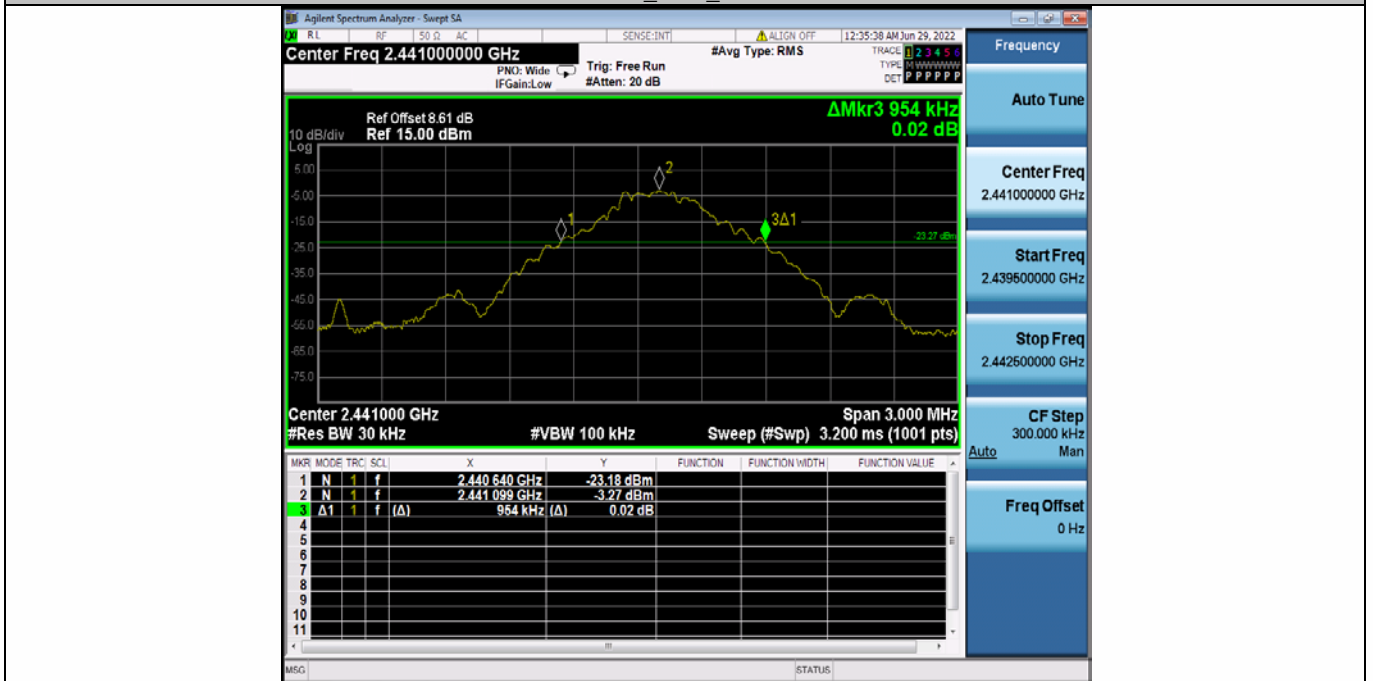 Agilent Spectrum Analyzer - Swept SA
RL RF 50 Ω AC SENSE:INT ALIGN OFF 12:35:38 AM Jun 29, 2022
Center Freq 2.441000000 GHz
#Avg Type: RMS
TRACE 1 2 3 4 5 6
PNO: Wide Trig: Free Run
TYPE M WWWWW
IFGain:Low #Atten: 20 dB
DET P P P P P P
ΔMkr3 954 kHz
0.02 dB
Ref Offset 8.61 dB
10 dB/div Ref 15.00 dBm
Log
5.00
-5.00
-15.0
-25.0
-35.0
-45.0
-55.0
-65.0
-75.0
1
2
3Δ1
-23.27 dBm
Center 2.441000 GHz Span 3.000 MHz
#Res BW 30 kHz #VBW 100 kHz Sweep (#Swp) 3.200 ms (1001 pts)
MKR MODE TRC SCL X Y FUNCTION FUNCTION WIDTH FUNCTION VALUE
1 N 1 f 2.440 640 GHz -23.18 dBm
2 N 1 f 2.441 099 GHz -3.27 dBm
3 Δ1 1 f (Δ) 954 kHz (Δ) 0.02 dB
4
5
6
7
8
9
10
11
MSG STATUS
Frequency
Auto Tune
Center Freq
2.441000000 GHz
Start Freq
2.439500000 GHz
Stop Freq
2.442500000 GHz
CF Step
300.000 kHz
Auto Man
Freq Offset
0 Hz